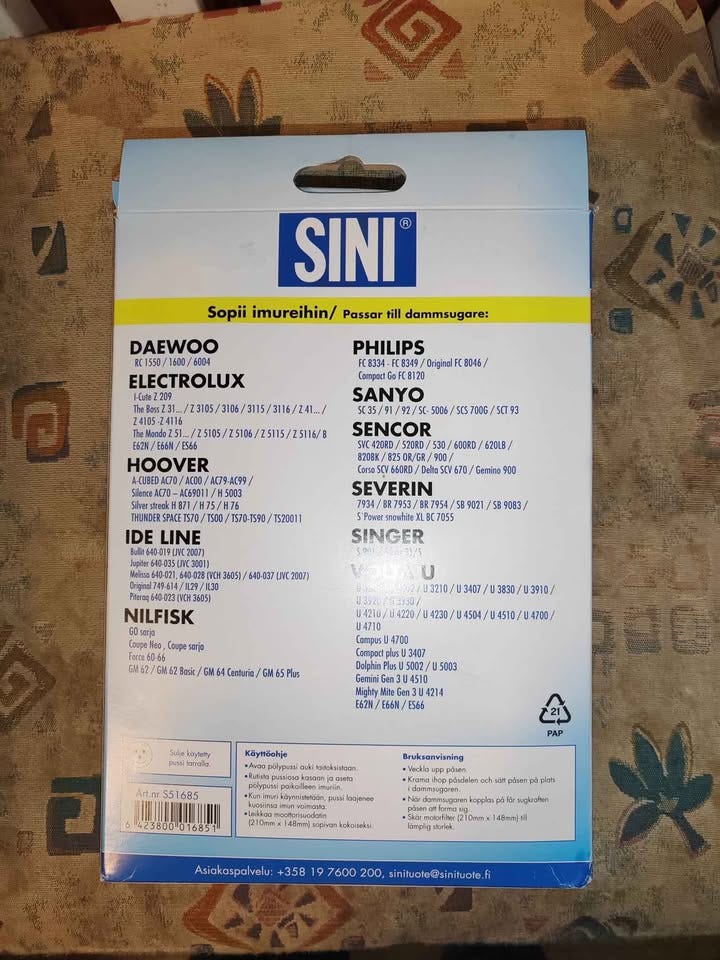 SINI®
Sopii imureihin/ Passar till dammsugare:
DAEWOO
RC 1550 / 1600 / 6004
ELECTROLUX
I-Cute Z 209
The Boss Z 31... / Z 3105 / 3106 / 3115 / 3116 / Z 41... /
Z 4105 -Z 4116
The Mondo Z 51... / Z 5105 / Z 5106 / Z 5115 / Z 5116/ B
E62N / E66N / ES66
HOOVER
A-CUBED AC70 / AC00 / AC79-AC99 /
Silence AC70 – AC69011 / H 5003
Silver streak H 871 / H 75 / H 76
THUNDER SPACE TS70 / TS00 / TS70-TS90 / TS20011
IDE LINE
Bullit 640-019 (JVC 2007)
Jupiter 640-035 (JVC 3001)
Melissa 640-021, 640-028 (VCH 3605) / 640-037 (JVC 2007)
Original 749-614 / IL29 / IL30
Piteraq 640-023 (VCH 3605)
NILFISK
GO sarja
Coupe Neo , Coupe sarja
Force 60-66
GM 62 / GM 62 Basic / GM 64 Centuria / GM 65 Plus
PHILIPS
FC 8334 - FC 8349 / Original FC 8046 /
Compact Go FC 8120
SANYO
SC 35 / 91 / 92 / SC- 5006 / SCS 700G / SCT 93
SENCOR
SVC 420RD / 520RD / 530 / 600RD / 620LB /
820BK / 825 OR/GR / 900 /
Corso SCV 660RD / Delta SCV 670 / Gemino 900
SEVERIN
7934 / BR 7953 / BR 7954 / SB 9021 / SB 9083 /
S`Power snowhite XL BC 7055
SINGER
VOLTA U
/ U 3210 / U 3407 / U 3830 / U 3910 /
U 3920 / U 3930 /
U 4210 / U 4220 / U 4230 / U 4504 / U 4510 / U 4700 /
U 4710
Campus U 4700
Compact plus U 3407
Dolphin Plus U 5002 / U 5003
Gemini Gen 3 U 4510
Mighty Mite Gen 3 U 4214
E62N / E66N / ES66
21
PAP
Sulje käytetty
pussi tarralla.
Art.nr S51685
6 423800 016851
Käyttöohje
• Avaa pölypussi auki taitoksistaan.
• Rutista pussiosa kasaan ja aseta
pölypussi paikoilleen imuriin.
• Kun imuri käynnistetään, pussi laajenee
kuosiinsa imun voimasta.
• Leikkaa moottorisuodatin
(210mm x 148mm) sopivan kokoiseksi.
Bruksanvisning
• Veckla upp påsen.
• Krama ihop påsdelen och sätt påsen på plats
i dammsugaren.
• När dammsugaren kopplas på får sugkraften
påsen att forma sig.
• Skär motorfilter (210mm x 148mm) till
lämplig storlek.
Asiakaspalvelu: +358 19 7600 200, sinituote@sinituote.fi